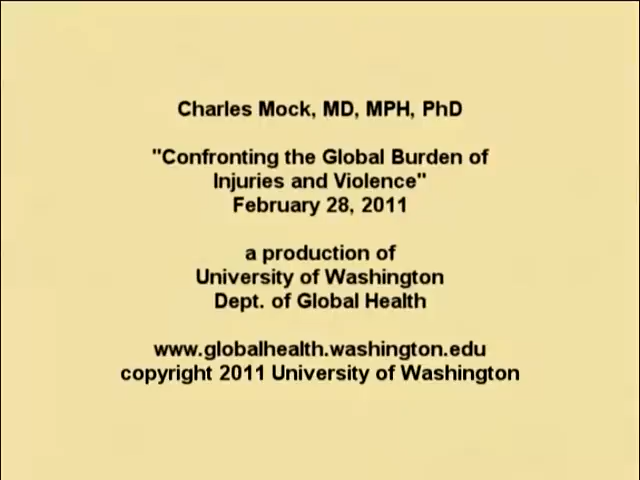 Charles Mock, MD, MPH, PhD
"Confronting the Global Burden of
Injuries and Violence"
February 28, 2011
a production of
University of Washington
Dept. of Global Health
www.globalhealth.washington.edu
copyright 2011 University of Washington